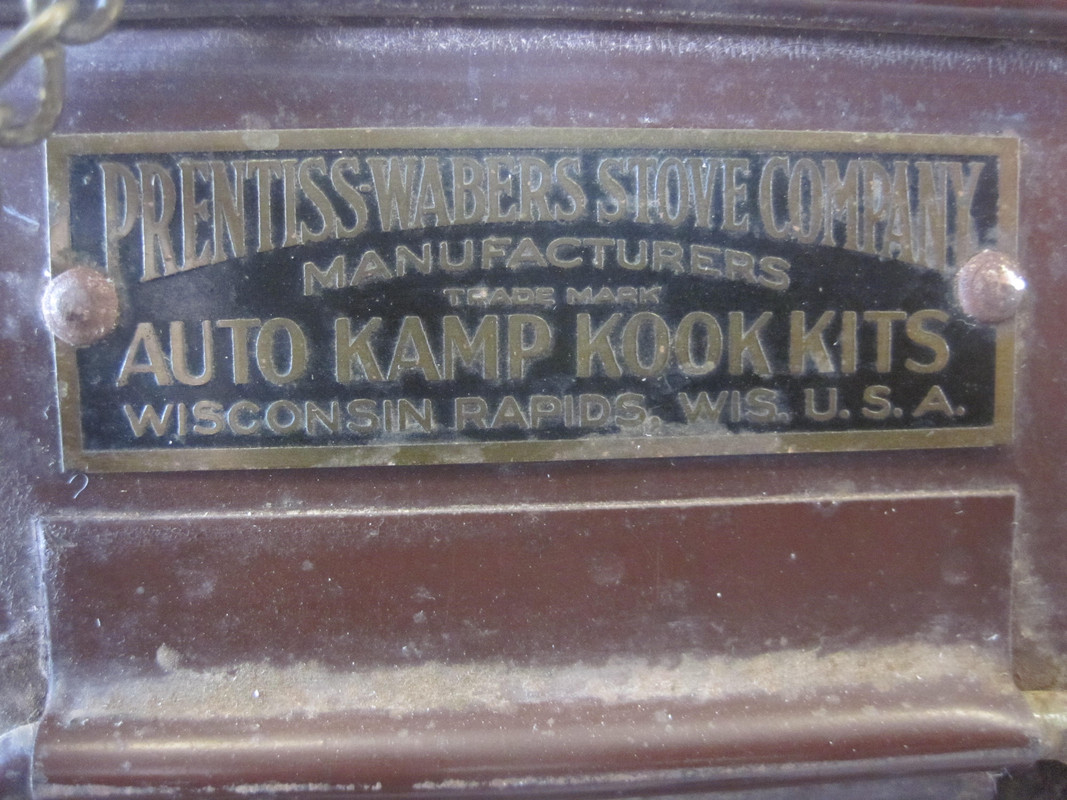 PRENTISS-WABERS STOVE COMPANY
MANUFACTURERS
TRADE MARK
AUTO KAMP KOOK KITS
WISCONSIN RAPIDS, WIS. U. S. A.